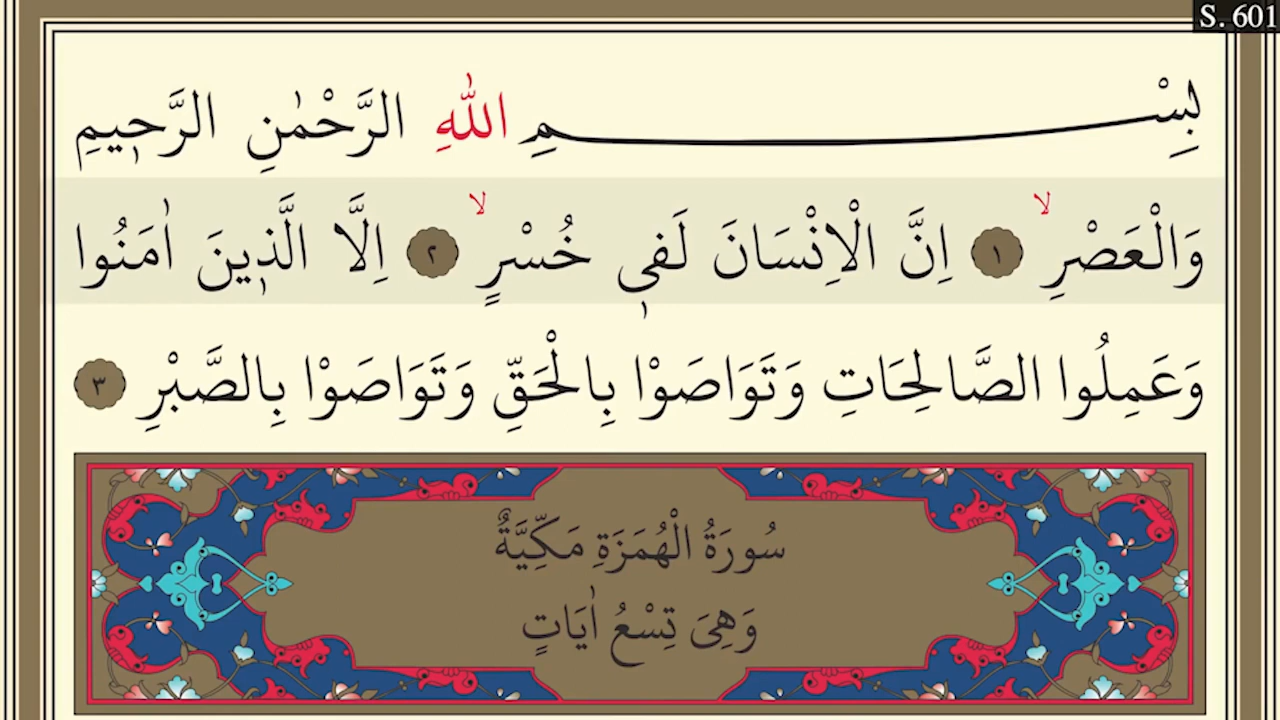 S. 601
بِسْمِ اللّٰهِ الرَّحْمٰنِ الرَّح۪يمِ
وَالْعَصْرِۙ ﴿١﴾ اِنَّ الْاِنْسَانَ لَف۪ي خُسْرٍۙ ﴿٢﴾ اِلَّا الَّذ۪ينَ اٰمَنُوا
وَعَمِلُوا الصَّالِحَاتِ وَتَوَاصَوْا بِالْحَقِّ وَتَوَاصَوْا بِالصَّبْرِ ﴿٣﴾
سُورَةُ الْهُمَزَةِ مَكِّيَّةٌ
وَهِيَ تِسْعُ اٰيَاتٍ